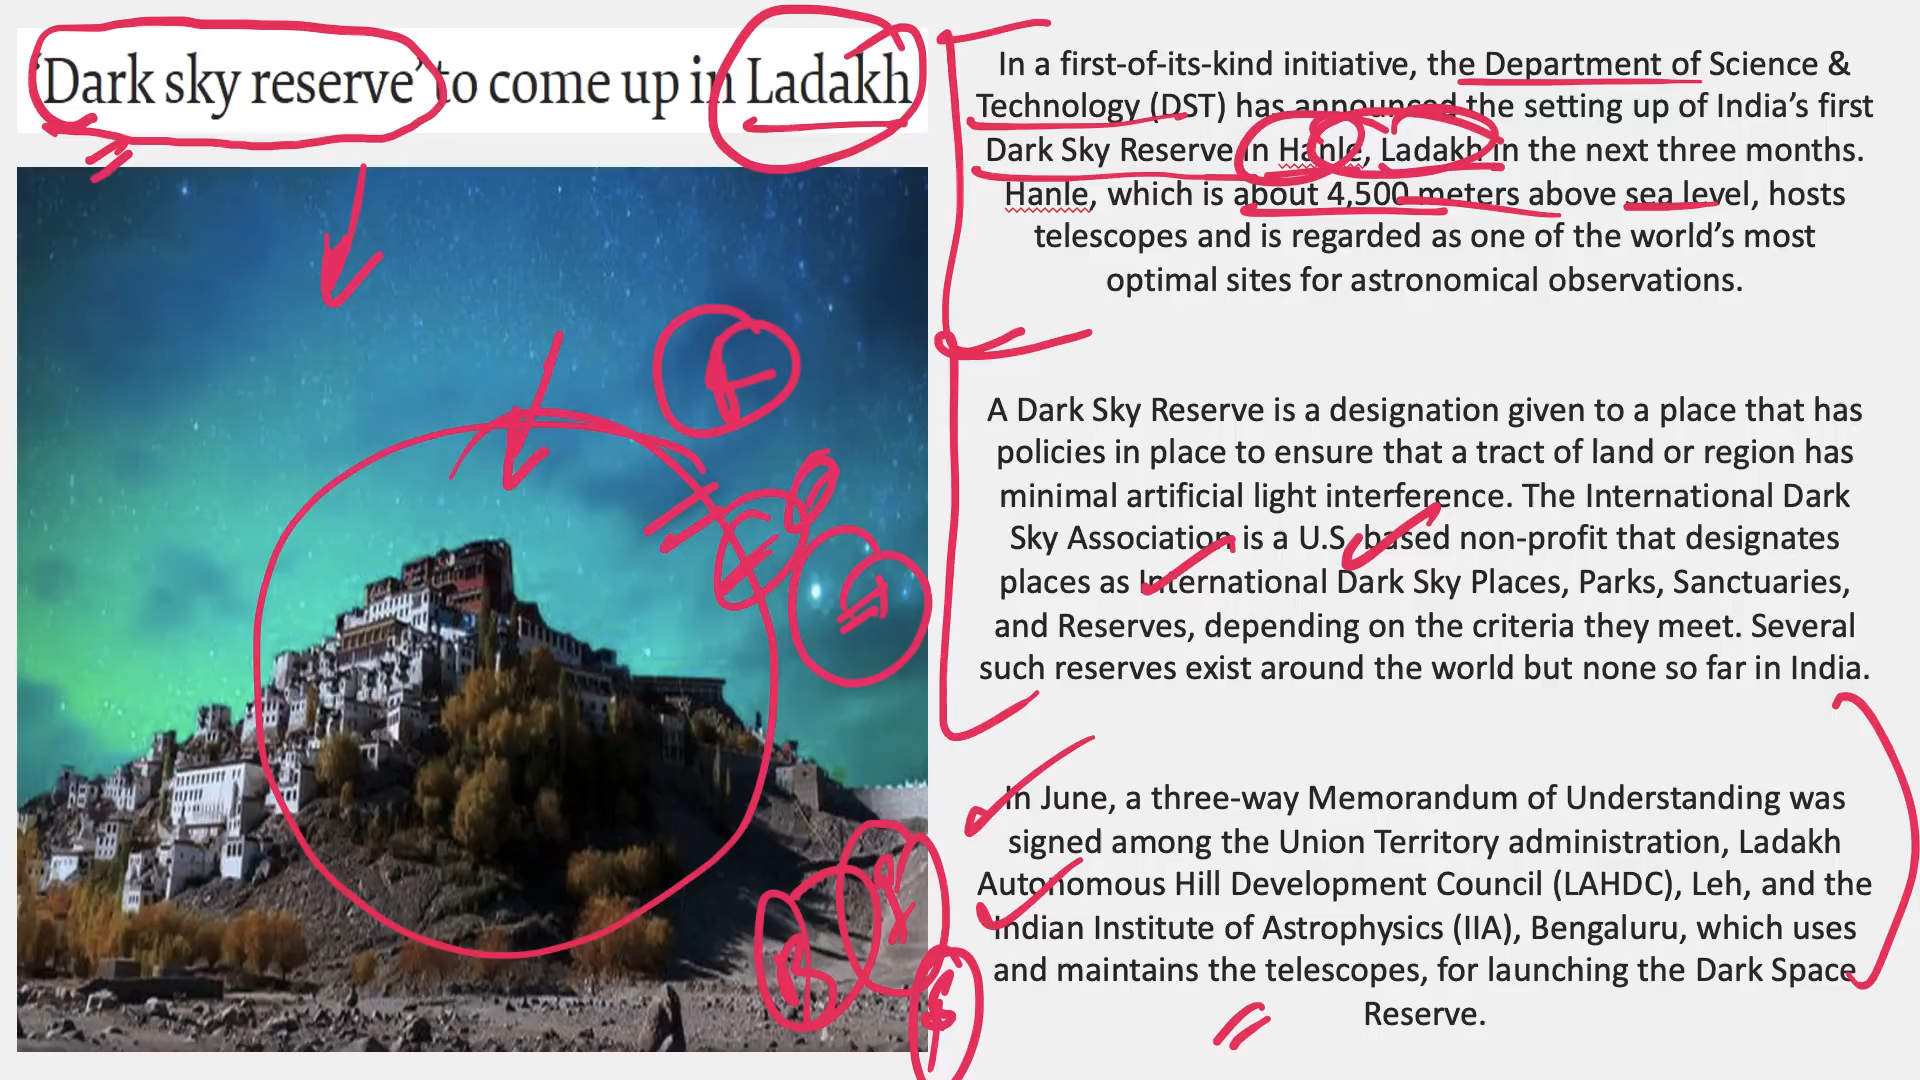 ‘Dark sky reserve’ to come up in Ladakh
In a first-of-its-kind initiative, the Department of Science &
Technology (DST) has announced the setting up of India’s first
Dark Sky Reserve in Hanle, Ladakh in the next three months.
Hanle, which is about 4,500 meters above sea level, hosts
telescopes and is regarded as one of the world’s most
optimal sites for astronomical observations.
A Dark Sky Reserve is a designation given to a place that has
policies in place to ensure that a tract of land or region has
minimal artificial light interference. The International Dark
Sky Association is a U.S. based non-profit that designates
places as International Dark Sky Places, Parks, Sanctuaries,
and Reserves, depending on the criteria they meet. Several
such reserves exist around the world but none so far in India.
In June, a three-way Memorandum of Understanding was
signed among the Union Territory administration, Ladakh
Autonomous Hill Development Council (LAHDC), Leh, and the
Indian Institute of Astrophysics (IIA), Bengaluru, which uses
and maintains the telescopes, for launching the Dark Space
Reserve.